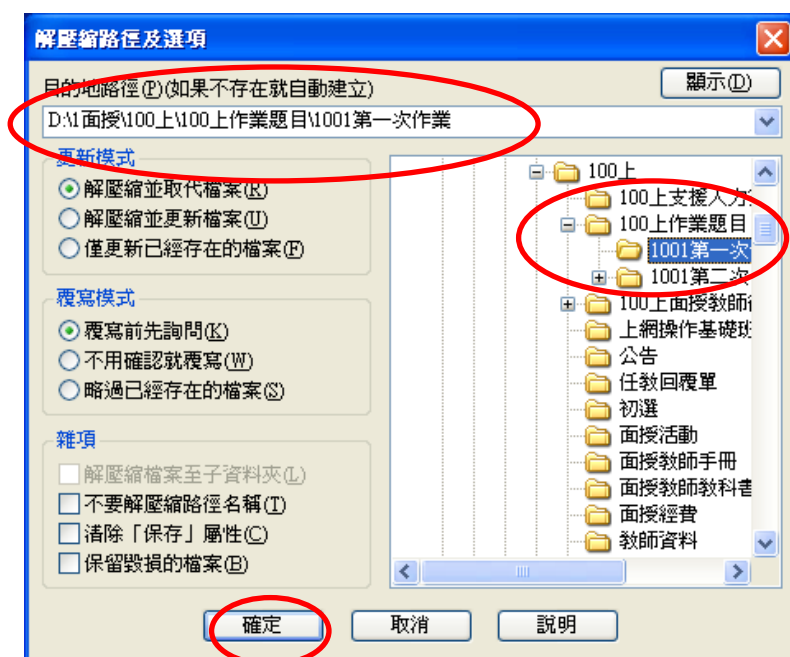 解壓縮路徑及選項
目的地路徑(P)(如果不存在就自動建立)
顯示(D)
D:\1面授\100上\100上作業題目\1001第一次作業
更新模式
解壓縮並取代檔案(R)
解壓縮並更新檔案(U)
僅更新已經存在的檔案(F)
覆寫模式
覆寫前先詢問(K)
不用確認就覆寫(W)
略過已經存在的檔案(S)
雜項
解壓縮檔案至子資料夾(L)
不要解壓縮路徑名稱(T)
清除「保存」屬性(C)
保留毀損的檔案(B)
100上
100上支援人力
100上作業題目
1001第一次
1001第二次
100上面授教師
上網操作基礎班
公告
任教回覆單
初選
面授活動
面授教師手冊
面授教師教科書
面授經費
教師資料
確定
取消
說明